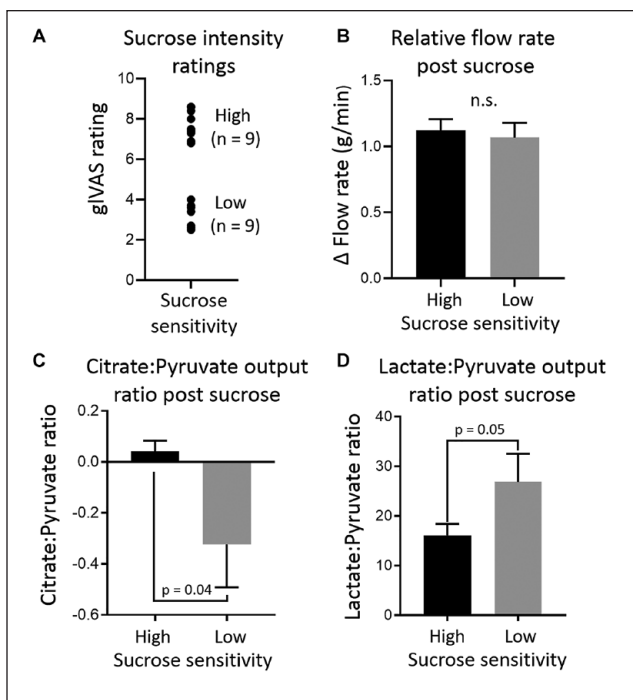 A
Sucrose intensity
ratings
glVAS rating
10
8
6
4
2
0
High
(n = 9)
Low
(n = 9)
Sucrose
sensitivity
B
Relative flow rate
post sucrose
Δ Flow rate (g/min)
1.5
1.0
0.5
0.0
n.s.
High
Low
Sucrose sensitivity
C
Citrate:Pyruvate output
ratio post sucrose
Citrate:Pyruvate ratio
0.2
0.0
-0.2
-0.4
-0.6
p = 0.04
High
Low
Sucrose sensitivity
D
Lactate:Pyruvate output
ratio post sucrose
Lactate:Pyruvate ratio
40
30
20
10
0
p = 0.05
High
Low
Sucrose sensitivity